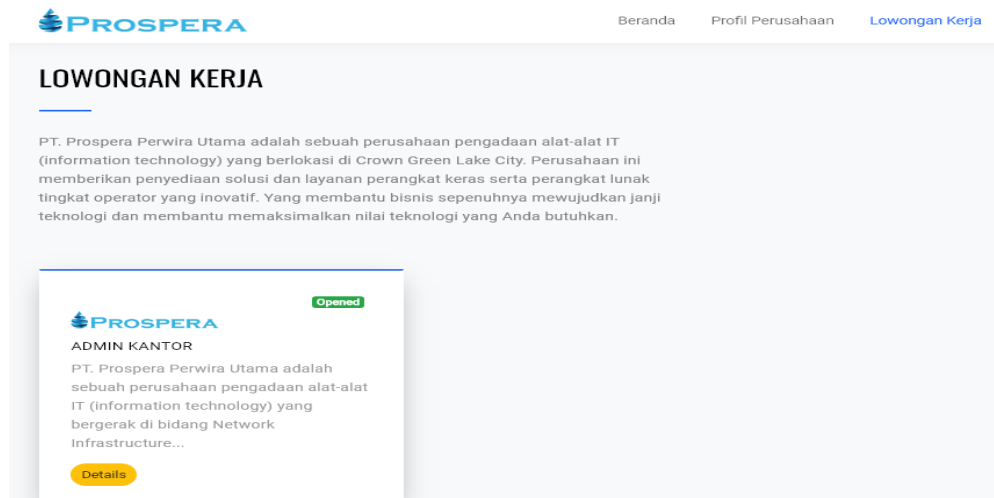 PROSPERA
Beranda Profil Perusahaan Lowongan Kerja
LOWONGAN KERJA
PT. Prospera Perwira Utama adalah sebuah perusahaan pengadaan alat-alat IT
(information technology) yang berlokasi di Crown Green Lake City. Perusahaan ini
memberikan penyediaan solusi dan layanan perangkat keras serta perangkat lunak
tingkat operator yang inovatif. Yang membantu bisnis sepenuhnya mewujudkan janji
teknologi dan membantu memaksimalkan nilai teknologi yang Anda butuhkan.
Opened
PROSPERA
ADMIN KANTOR
PT. Prospera Perwira Utama adalah
sebuah perusahaan pengadaan alat-alat
IT (information technology) yang
bergerak di bidang Network
Infrastructure...
Details